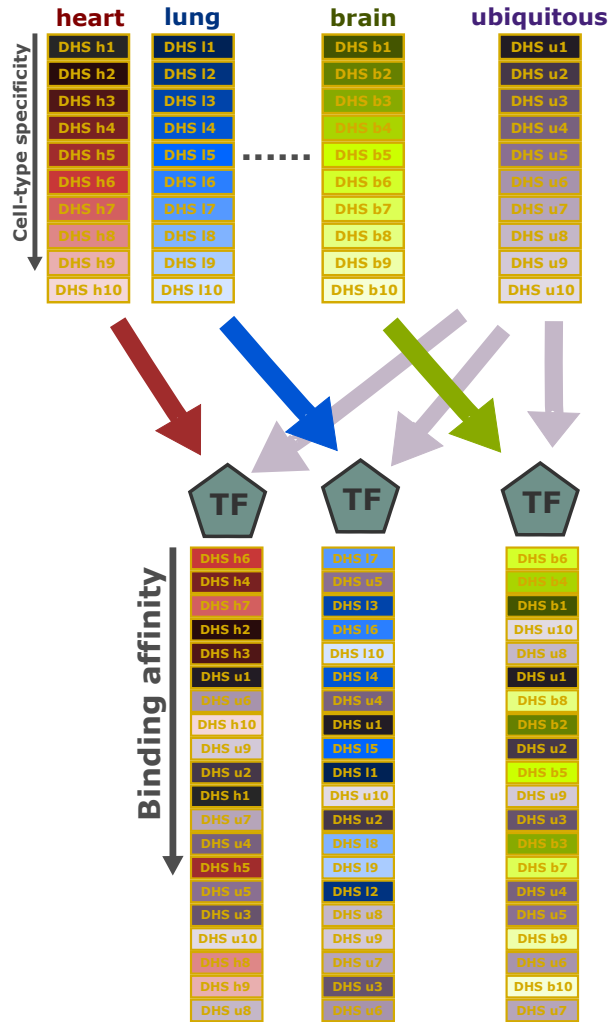 heart
lung
brain
ubiquitous
Cell-type specificity
DHS h1
DHS h2
DHS h3
DHS h4
DHS h5
DHS h6
DHS h7
DHS h8
DHS h9
DHS h10
DHS l1
DHS l2
DHS l3
DHS l4
DHS l5
DHS l6
DHS l7
DHS l8
DHS l9
DHS l10
......
DHS b1
DHS b2
DHS b3
DHS b4
DHS b5
DHS b6
DHS b7
DHS b8
DHS b9
DHS b10
DHS u1
DHS u2
DHS u3
DHS u4
DHS u5
DHS u6
DHS u7
DHS u8
DHS u9
DHS u10
TF
TF
TF
Binding affinity
DHS h6
DHS h4
DHS h7
DHS h2
DHS h3
DHS u1
DHS u6
DHS h10
DHS u9
DHS u2
DHS h1
DHS u7
DHS u4
DHS h5
DHS u5
DHS u3
DHS u10
DHS h8
DHS h9
DHS u8
DHS l7
DHS u5
DHS l3
DHS l6
DHS l10
DHS l4
DHS u4
DHS u1
DHS l5
DHS l1
DHS u10
DHS u2
DHS l8
DHS l9
DHS l2
DHS u8
DHS u9
DHS u7
DHS u3
DHS u6
DHS b6
DHS b4
DHS b1
DHS u10
DHS u8
DHS u1
DHS b8
DHS b2
DHS u2
DHS b5
DHS u9
DHS u3
DHS b3
DHS b7
DHS u4
DHS u5
DHS b9
DHS u6
DHS b10
DHS u7